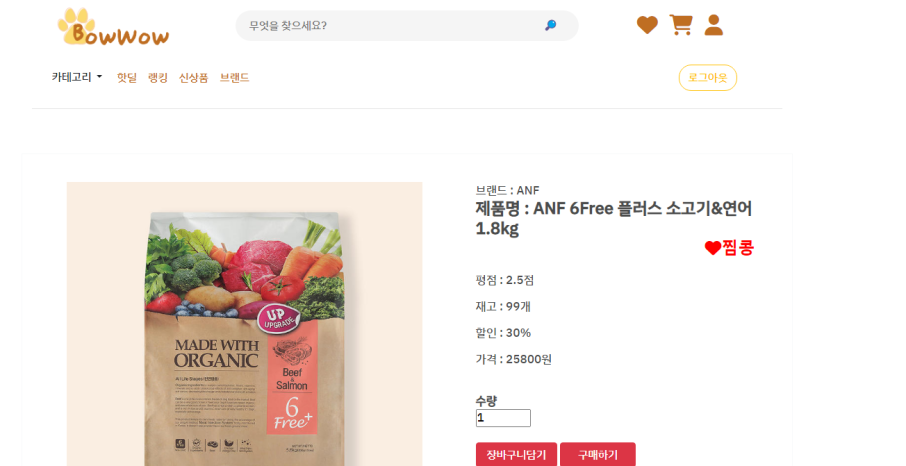 BowWow
무엇을 찾으세요?
카테고리
핫딜 랭킹 신상품 브랜드
로그아웃
브랜드 : ANF
제품명 : ANF 6Free 플러스 소고기&연어
1.8kg
찜콩
평점 : 2.5점
재고 : 99개
할인 : 30%
가격 : 25800원
수량
1
장바구니담기 구매하기
UP
UPGRADE
MADE WITH
ORGANIC
Beef
&
Salmon
6
Free+